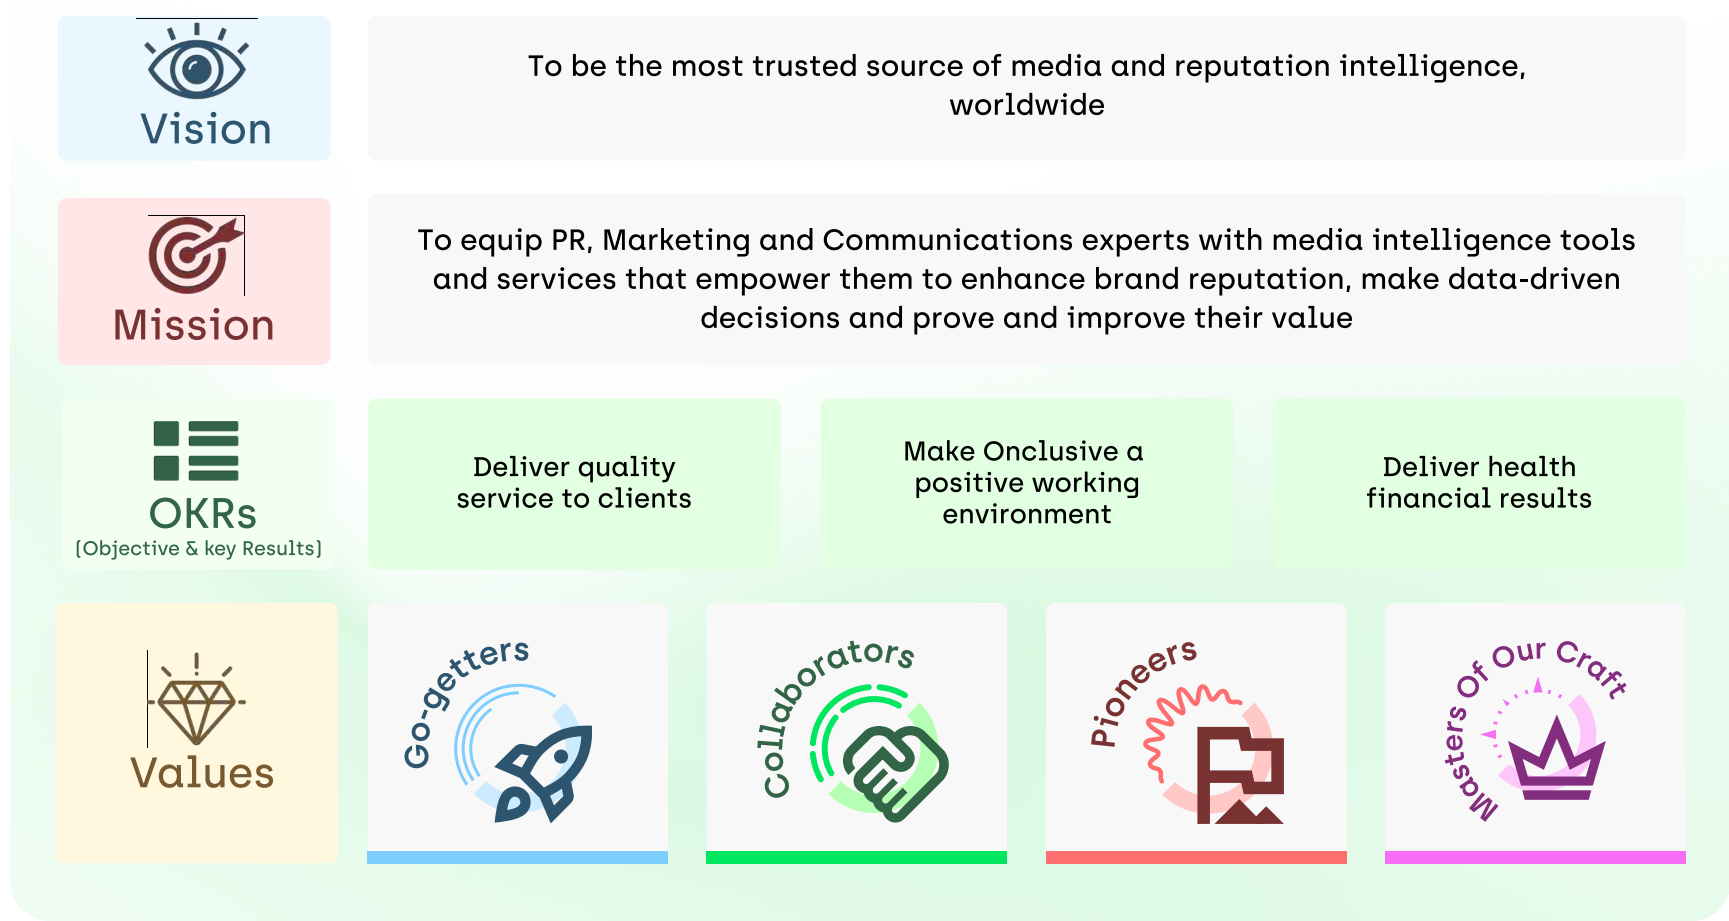 Vision
To be the most trusted source of media and reputation intelligence,
worldwide
Mission
To equip PR, Marketing and Communications experts with media intelligence tools
and services that empower them to enhance brand reputation, make data-driven
decisions and prove and improve their value
OKRs
(Objective & key Results)
Deliver quality
service to clients
Make Onclusive a
positive working
environment
Deliver health
financial results
Values
Go-getters
Collaborators
Pioneers
Masters Of Our Craft